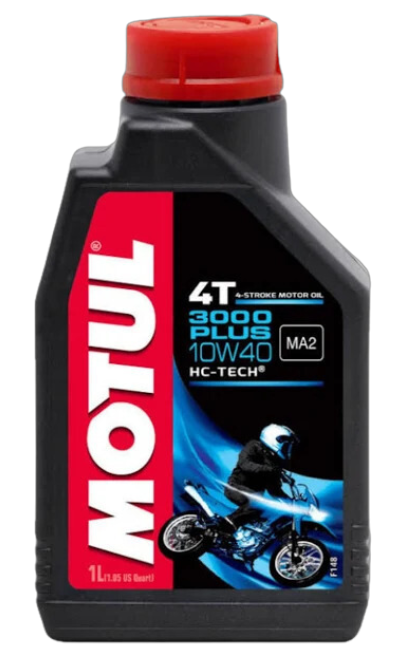 MOTUL®
4T 4-STROKE MOTOR OIL
3000
PLUS
10W40
MA2
HC-TECH®
1L(1.05 US Quart)
F148